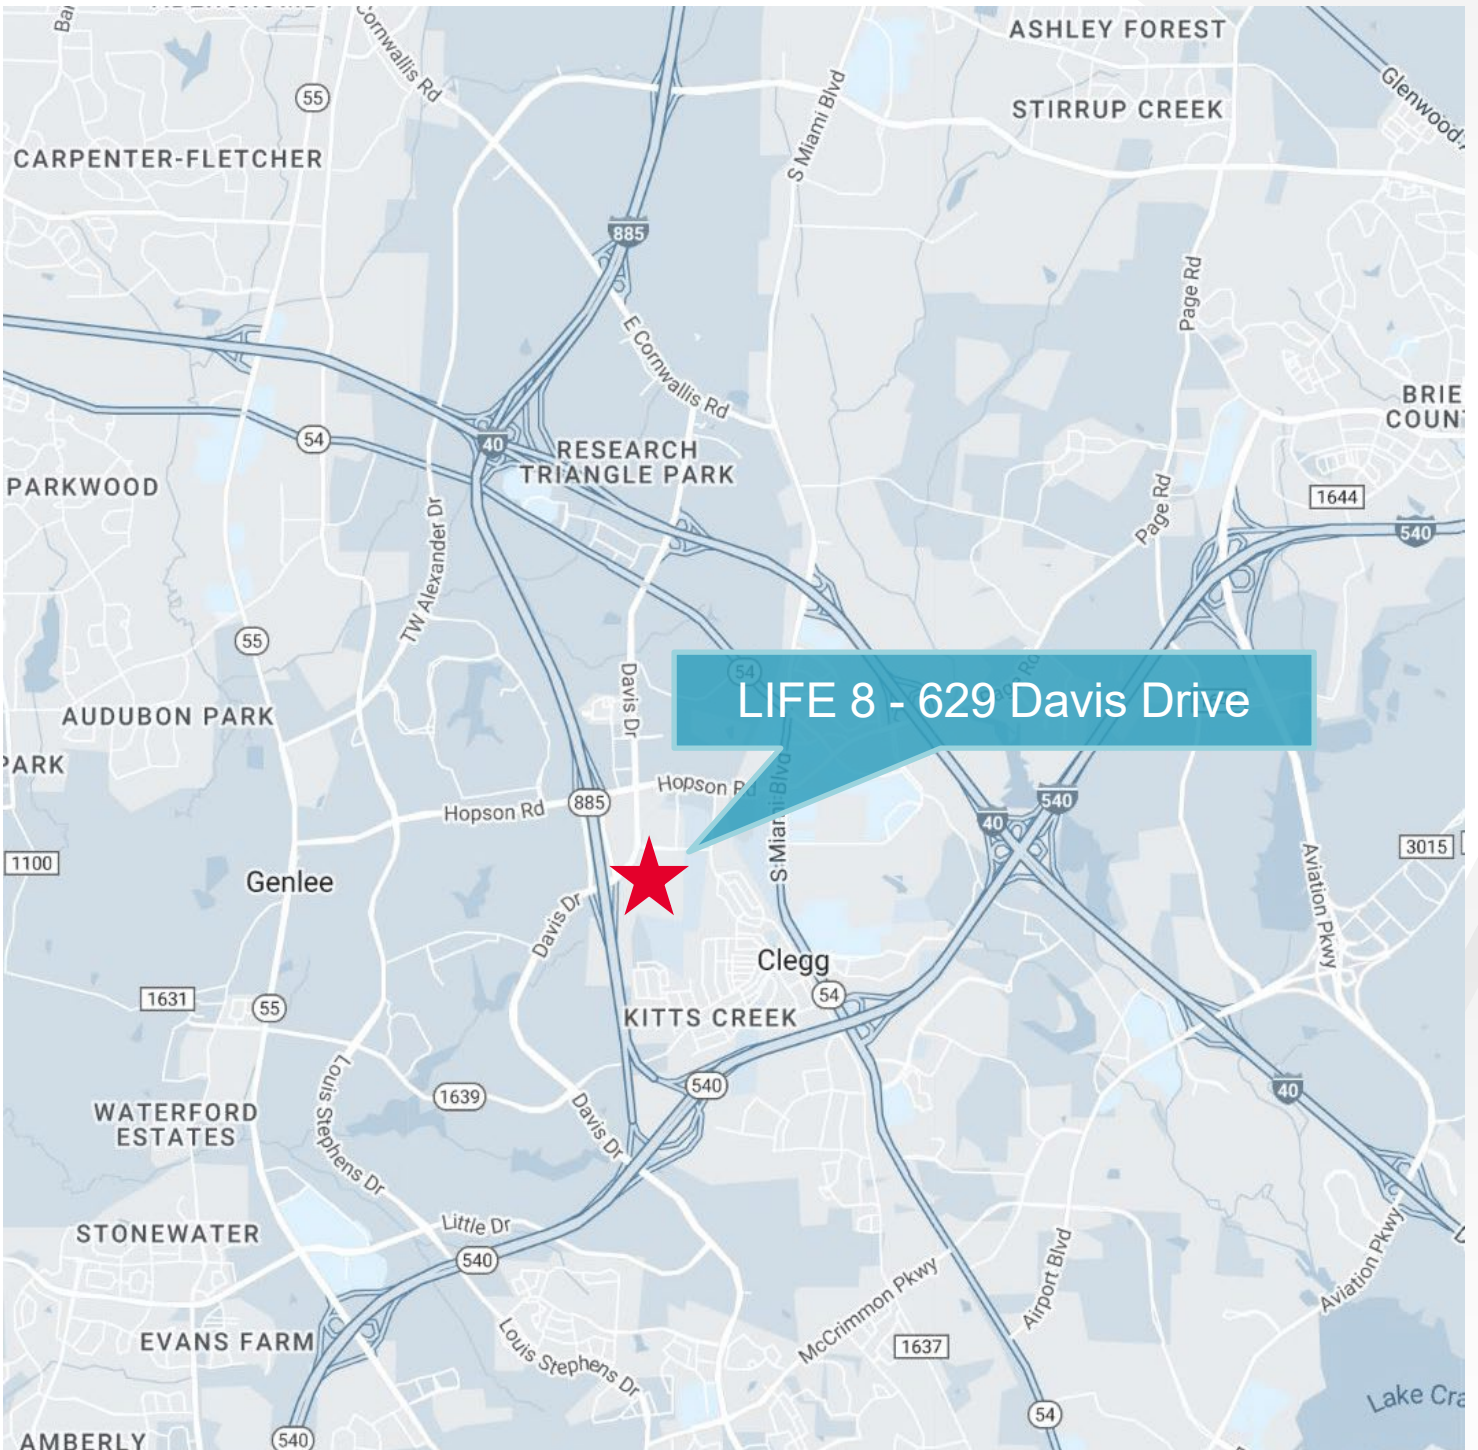 ASHLEY FOREST
Cornwallis Rd
55
S Miami Blvd
Glenwood
STIRRUP CREEK
CARPENTER-FLETCHER
885
Page Rd
E Cornwallis Rd
BRIE
COUN
54
40
RESEARCH
TRIANGLE PARK
PARKWOOD
1644
TW Alexander Dr
Page Rd
540
55
54
Davis Dr
LIFE 8 - 629 Davis Drive
AUDUBON PARK
PARK
Hopson Rd
Hopson Rd
885
S Miami Blvd
540
40
1100
Genlee
3015
Aviation Pkwy
Davis Dr
Clegg
1631
55
54
KITTS CREEK
Louis Stephens Dr
1639
540
40
WATERFORD
ESTATES
Davis Dr
STONEWATER
Little Dr
540
Airport Blvd
Aviation Pkwy
McCrimmon Pkwy
EVANS FARM
Louis Stephens Dr
1637
Lake Cra
54
AMBERLY
540